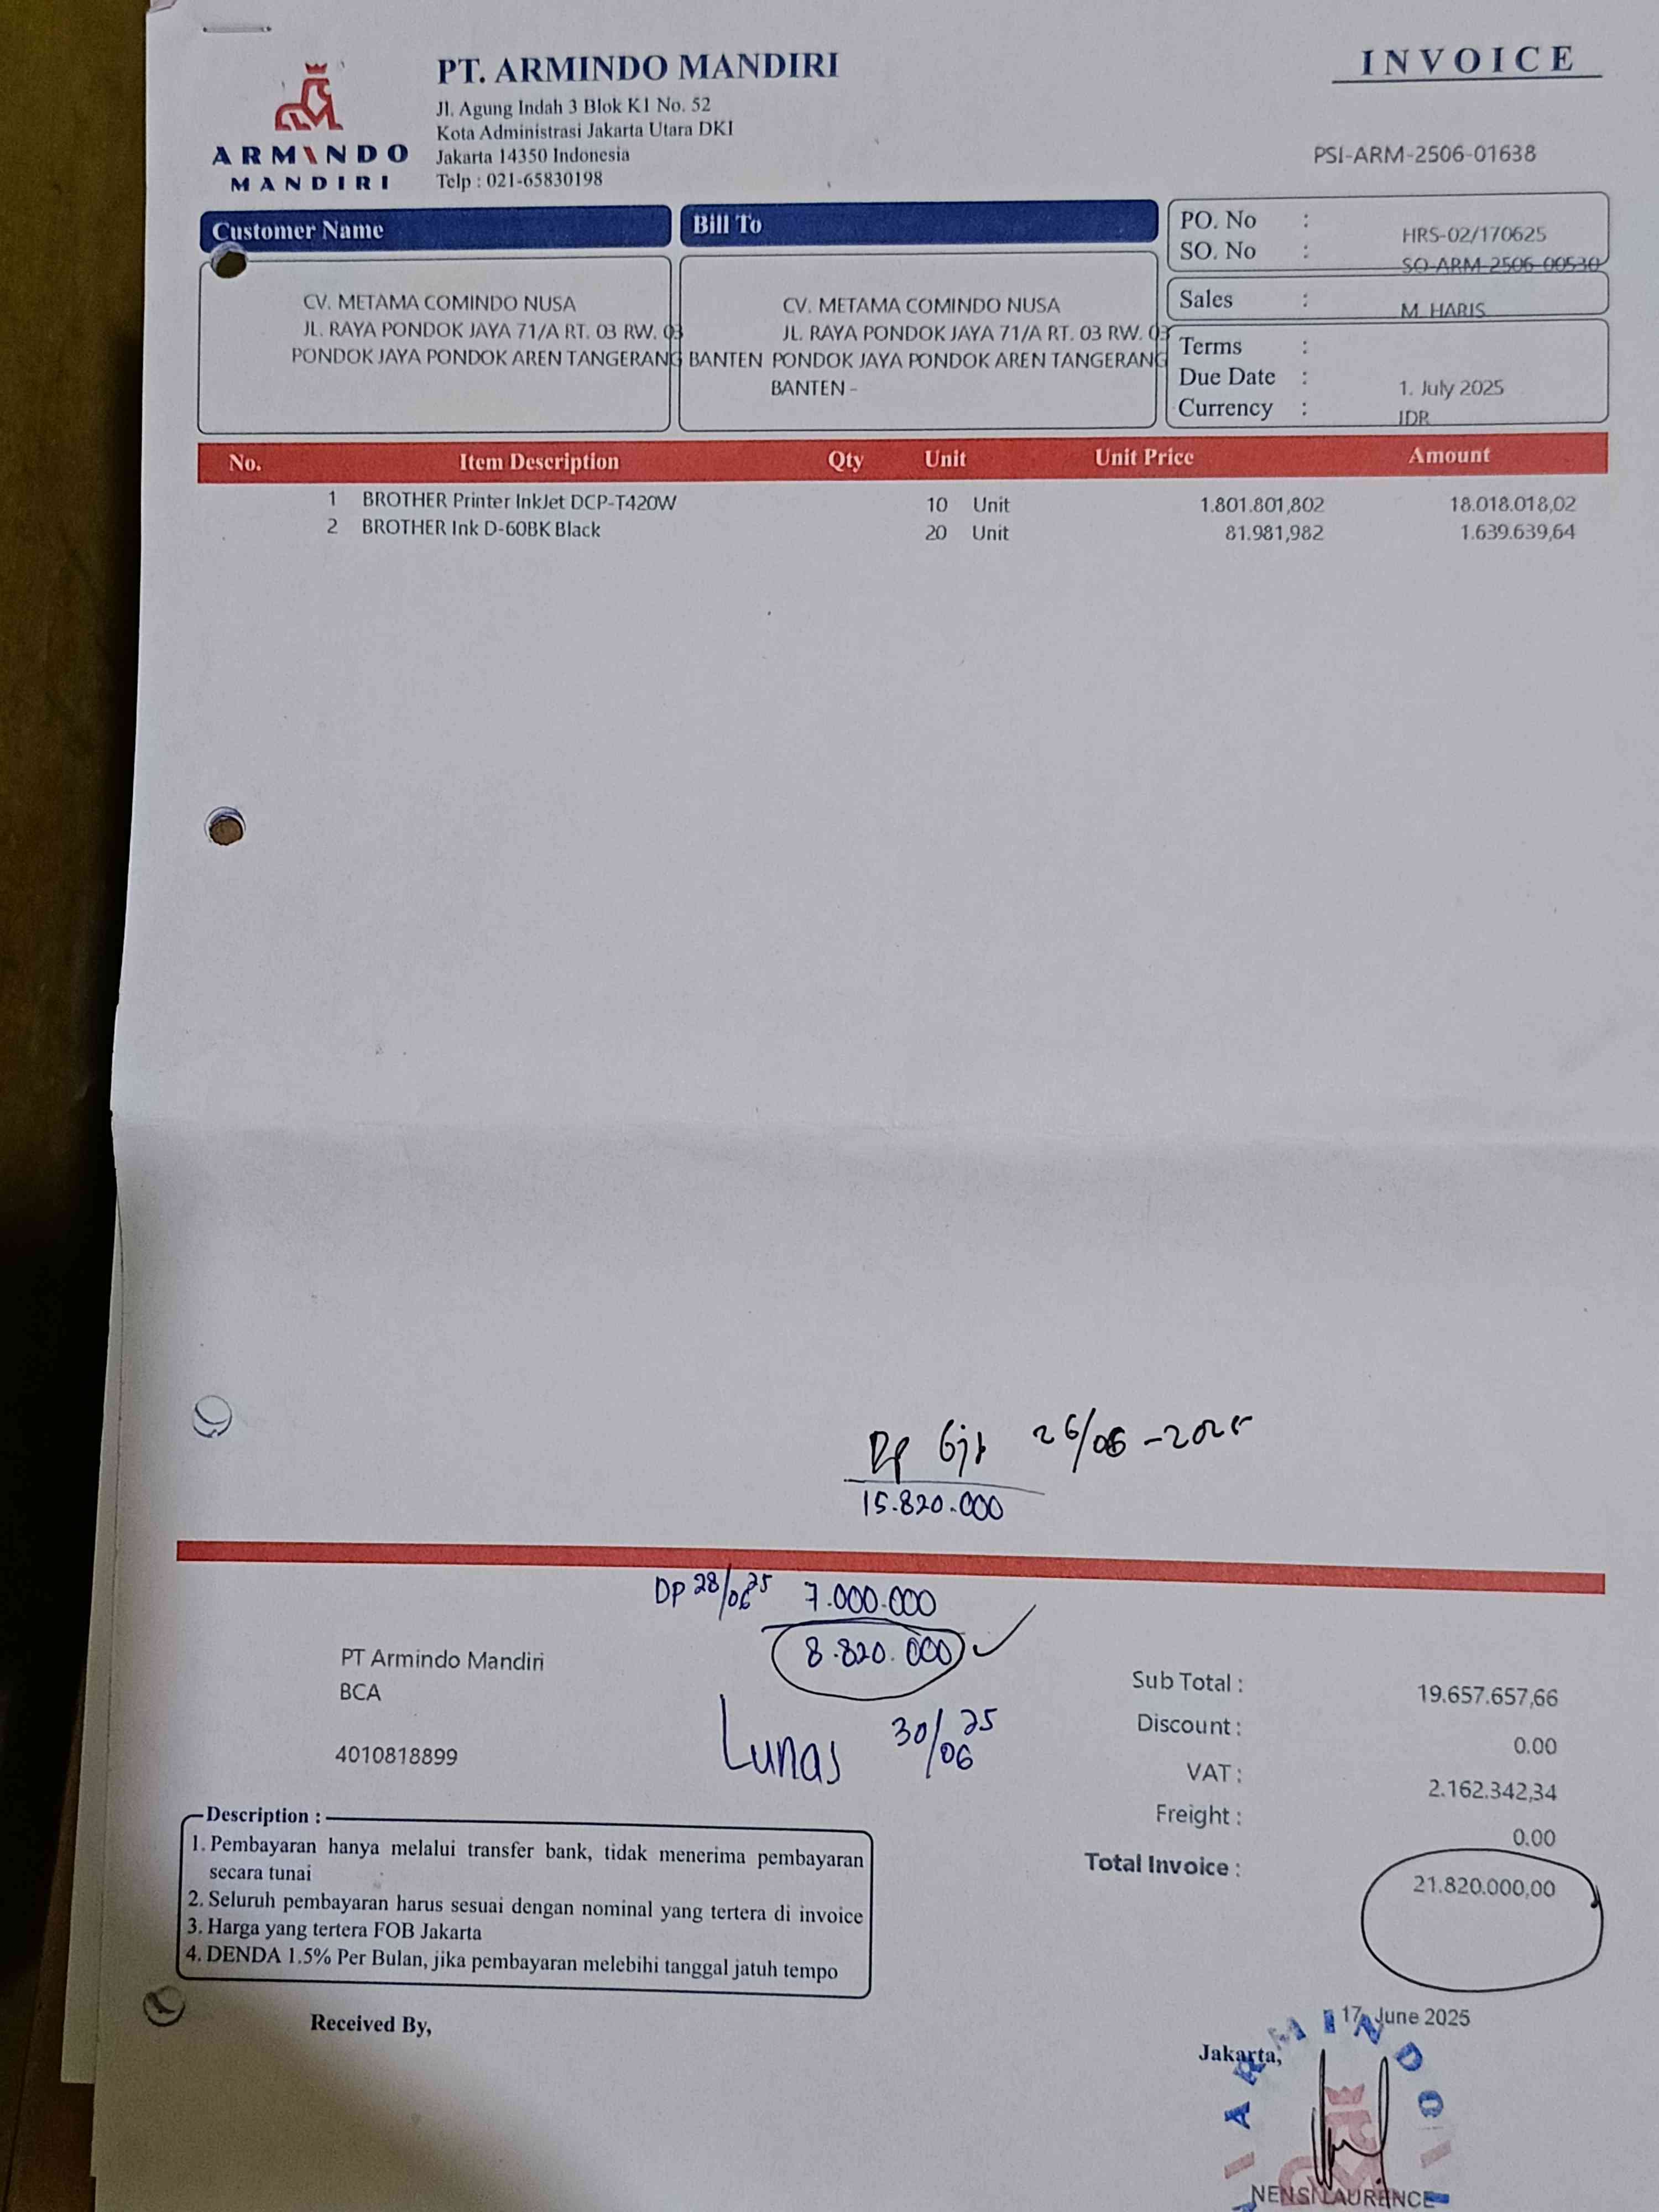 PT. ARMINDO MANDIRI
INVOICE
Jl. Agung Indah 3 Blok K1 No. 52
Kota Administrasi Jakarta Utara DKI
Jakarta 14350 Indonesia
Telp : 021-65830198
ARMINDO
MANDIRI
PSI-ARM-2506-01638
Customer Name
Bill To
PO. No : HRS-02/170625
SO. No : SO-ARM-2506-00530
Sales : M. HARIS
Terms :
Due Date : 1. July 2025
Currency : IDR
CV. METAMA COMINDO NUSA
JL. RAYA PONDOK JAYA 71/A RT. 03 RW. 03
PONDOK JAYA PONDOK AREN TANGERANG BANTEN
CV. METAMA COMINDO NUSA
JL. RAYA PONDOK JAYA 71/A RT. 03 RW. 03
PONDOK JAYA PONDOK AREN TANGERANG
BANTEN -
No. Item Description Qty Unit Unit Price Amount
1 BROTHER Printer InkJet DCP-T420W 10 Unit 1.801.801,802 18.018.018,02
2 BROTHER Ink D-60BK Black 20 Unit 81.981,982 1.639.639,64
Dp 6jt 26/06-2025
15.820.000
DP 28/06 25 7.000.000
8.820.000
Lunas 30/06 25
PT Armindo Mandiri
BCA
4010818899
Sub Total : 19.657.657,66
Discount : 0.00
VAT : 2.162.342,34
Freight : 0.00
Total Invoice : 21.820.000,00
Description :
1. Pembayaran hanya melalui transfer bank, tidak menerima pembayaran
secara tunai
2. Seluruh pembayaran harus sesuai dengan nominal yang tertera di invoice
3. Harga yang tertera FOB Jakarta
4. DENDA 1.5% Per Bulan, jika pembayaran melebihi tanggal jatuh tempo
Received By,
17. June 2025
Jakarta,
ARMINDO
NENSI LAURENCE